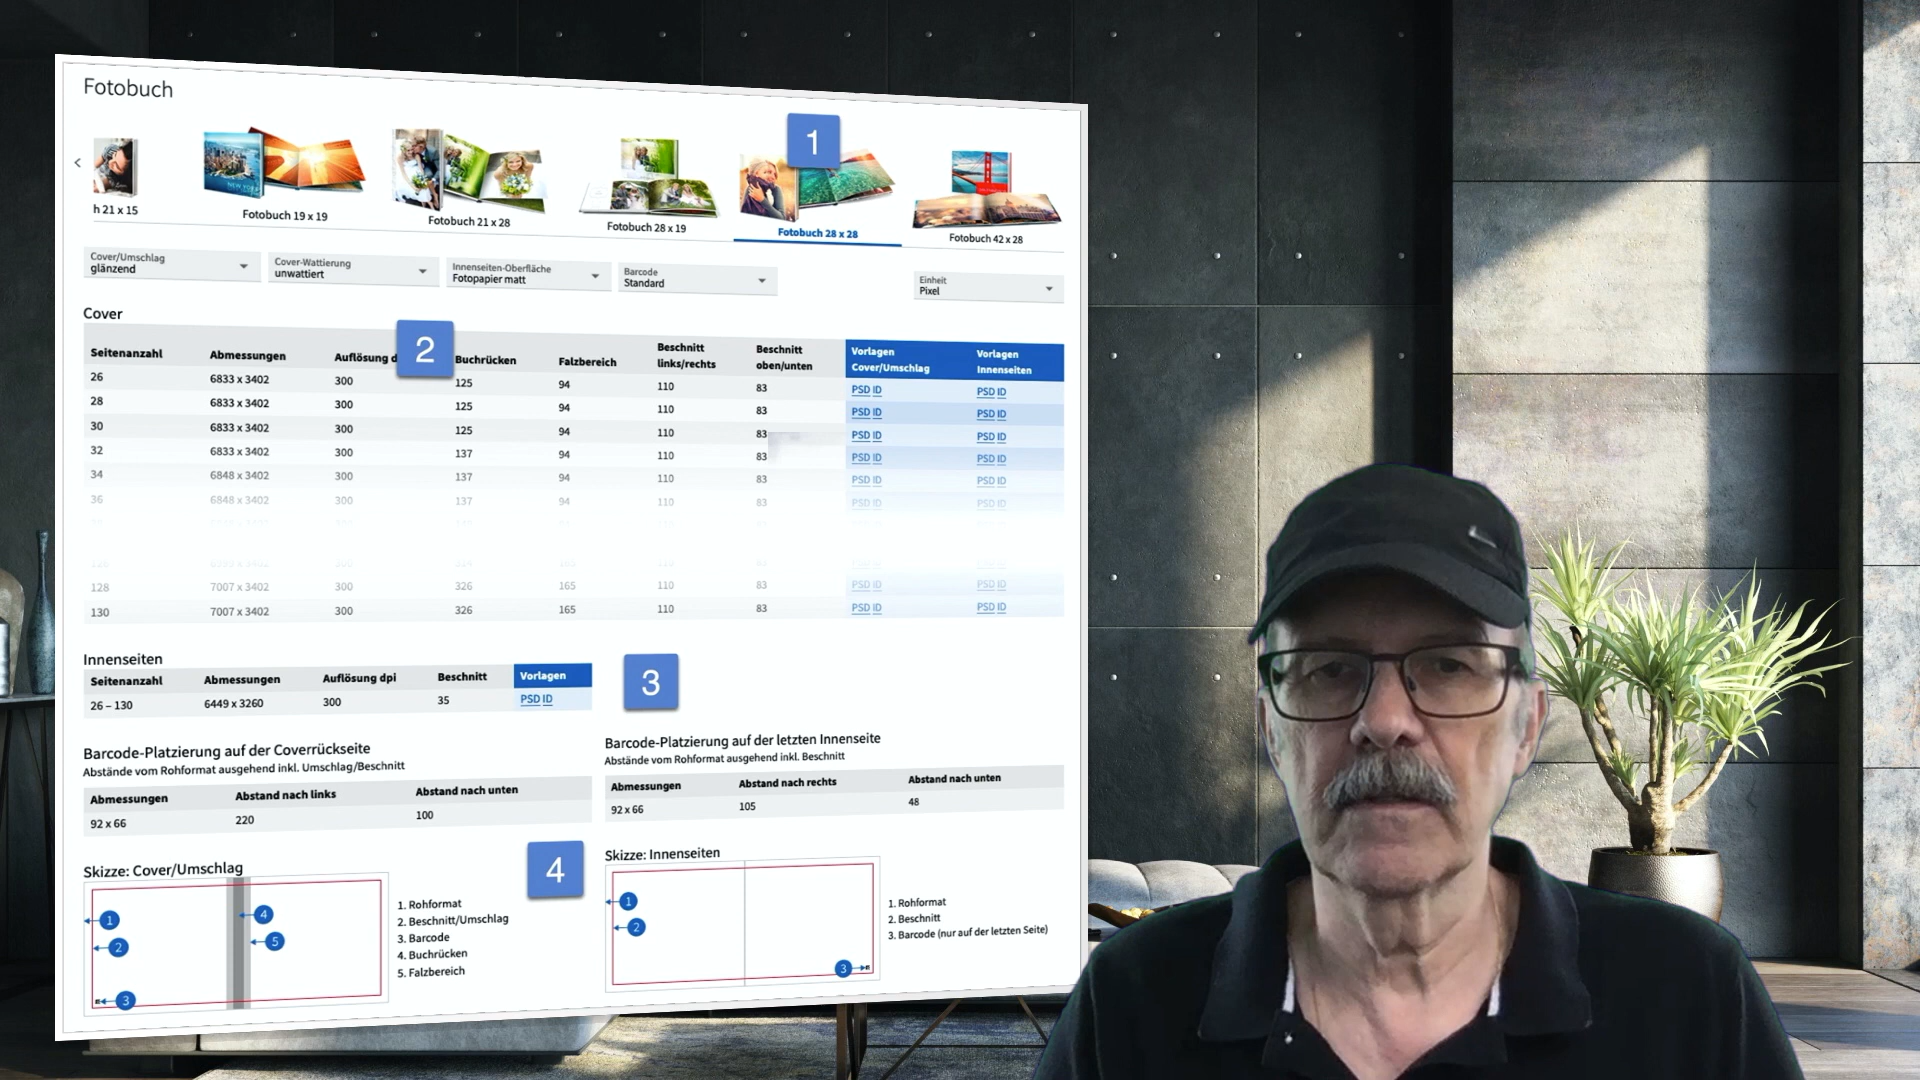 Fotobuch
1
h 21 x 15
Fotobuch 19 x 19
Fotobuch 21 x 28
Fotobuch 28 x 19
Fotobuch 28 x 28
Fotobuch 42 x 28
Cover/Umschlag
glänzend
Cover-Wattierung
unwattiert
Innenseiten-Oberfläche
Fotopapier matt
Barcode
Standard
Einheit
Pixel
Cover
2
Seitenanzahl Abmessungen Auflösung Buchrücken Falzbereich Beschnitt links/rechts Beschnitt oben/unten Vorlagen Cover/Umschlag Vorlagen Innenseiten
26 6833 x 3402 300 125 94 110 83 PSD ID PSD ID
28 6833 x 3402 300 125 94 110 83 PSD ID PSD ID
30 6833 x 3402 300 125 94 110 83 PSD ID PSD ID
32 6833 x 3402 300 137 94 110 83 PSD ID PSD ID
34 6848 x 3402 300 137 94 110 83 PSD ID PSD ID
36 6848 x 3402 300 137 94 110 83 PSD ID PSD ID
128 7007 x 3402 300 326 165 110 83 PSD ID PSD ID
130 7007 x 3402 300 326 165 110 83 PSD ID PSD ID
Innenseiten
Seitenanzahl Abmessungen Auflösung dpi Beschnitt Vorlagen
26 – 130 6449 x 3260 300 35 PSD ID
3
Barcode-Platzierung auf der Coverrückseite
Abstände vom Rohformat ausgehend inkl. Umschlag/Beschnitt
Abmessungen Abstand nach links Abstand nach unten
92 x 66 220 100
Barcode-Platzierung auf der letzten Innenseite
Abstände vom Rohformat ausgehend inkl. Beschnitt
Abmessungen Abstand nach rechts Abstand nach unten
92 x 66 105 48
4
Skizze: Cover/Umschlag
1
2
3
4
5
1. Rohformat
2. Beschnitt/Umschlag
3. Barcode
4. Buchrücken
5. Falzbereich
Skizze: Innenseiten
1
2
3
1. Rohformat
2. Beschnitt
3. Barcode (nur auf der letzten Seite)